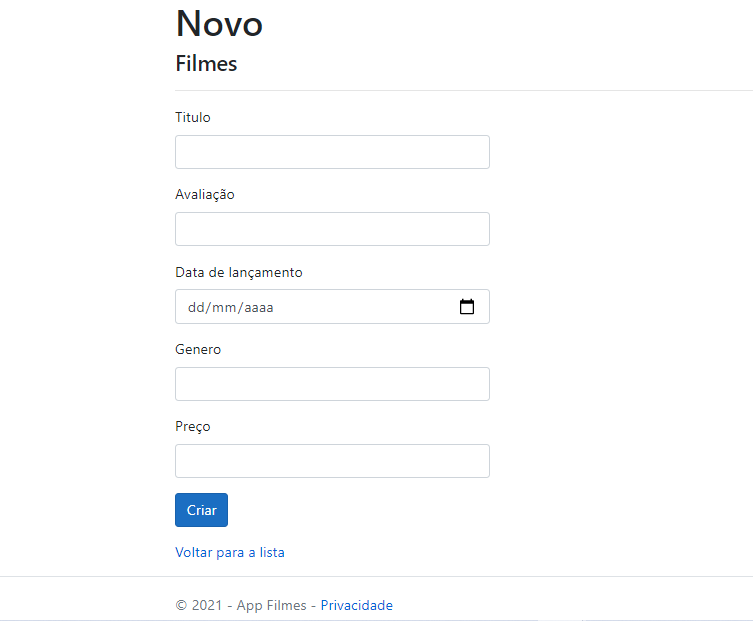 Novo
Filmes
Titulo
Avaliação
Data de lançamento
dd/mm/aaaa
Genero
Preço
Criar
Voltar para a lista
© 2021 - App Filmes - Privacidade